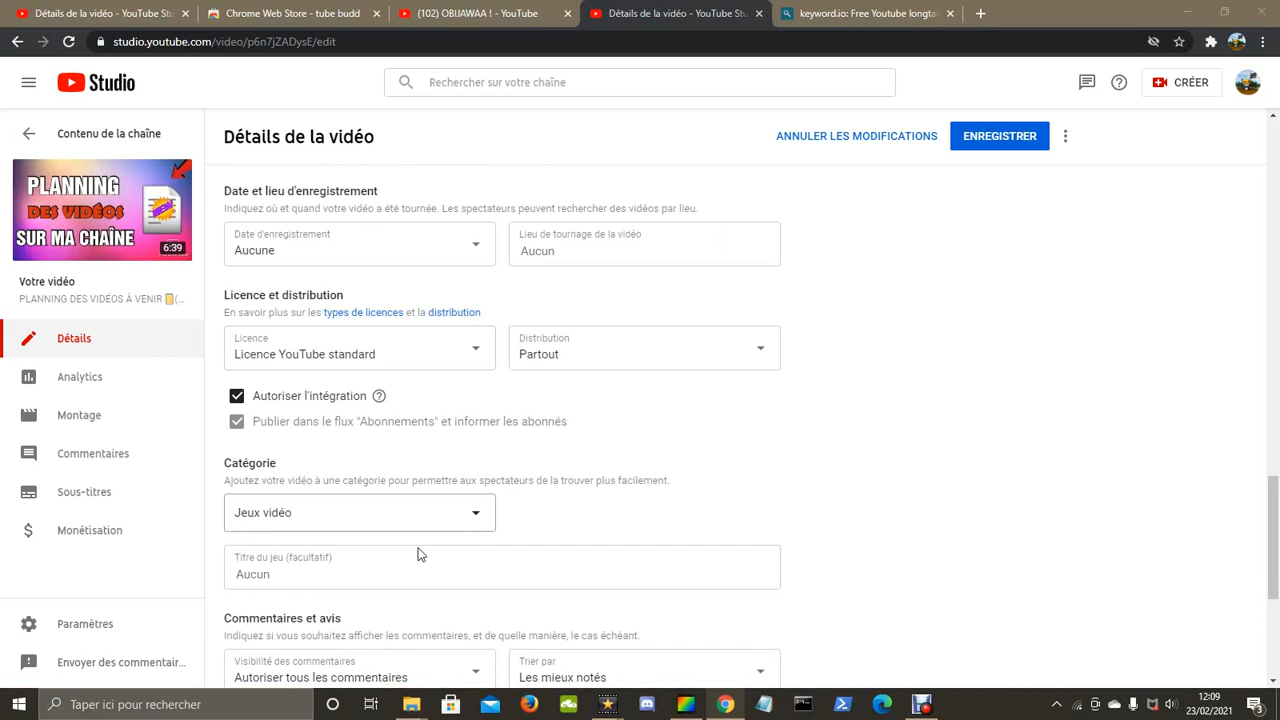 Détails de la vidéo - YouTube St
Chrome Web Store - tube budd
(102) OBJAWAA ! - YouTube
Détails de la vidéo - YouTube Stu
keyword.io: Free Youtube longtai
studio.youtube.com/video/p6n7jZADysE/edit
Studio
Rechercher sur votre chaîne
CRÉER
Contenu de la chaîne
Détails de la vidéo
ANNULER LES MODIFICATIONS
ENREGISTRER
PLANNING
DES VIDÉOS
SUR MA CHAÎNE
6:39
Votre vidéo
PLANNING DES VIDÉOS À VENIR (...
Détails
Analytics
Montage
Commentaires
Sous-titres
Monétisation
Paramètres
Envoyer des commentair...
Date et lieu d'enregistrement
Indiquez où et quand votre vidéo a été tournée. Les spectateurs peuvent rechercher des vidéos par lieu.
Date d'enregistrement
Aucune
Lieu de tournage de la vidéo
Aucun
Licence et distribution
En savoir plus sur les types de licences et la distribution
Licence
Licence YouTube standard
Distribution
Partout
Autoriser l'intégration
Publier dans le flux "Abonnements" et informer les abonnés
Catégorie
Ajoutez votre vidéo à une catégorie pour permettre aux spectateurs de la trouver plus facilement.
Jeux vidéo
Titre du jeu (facultatif)
Aucun
Commentaires et avis
Indiquez si vous souhaitez afficher les commentaires, et de quelle manière, le cas échéant.
Visibilité des commentaires
Autoriser tous les commentaires
Trier par
Les mieux notés
Taper ici pour rechercher
12:09
23/02/2021